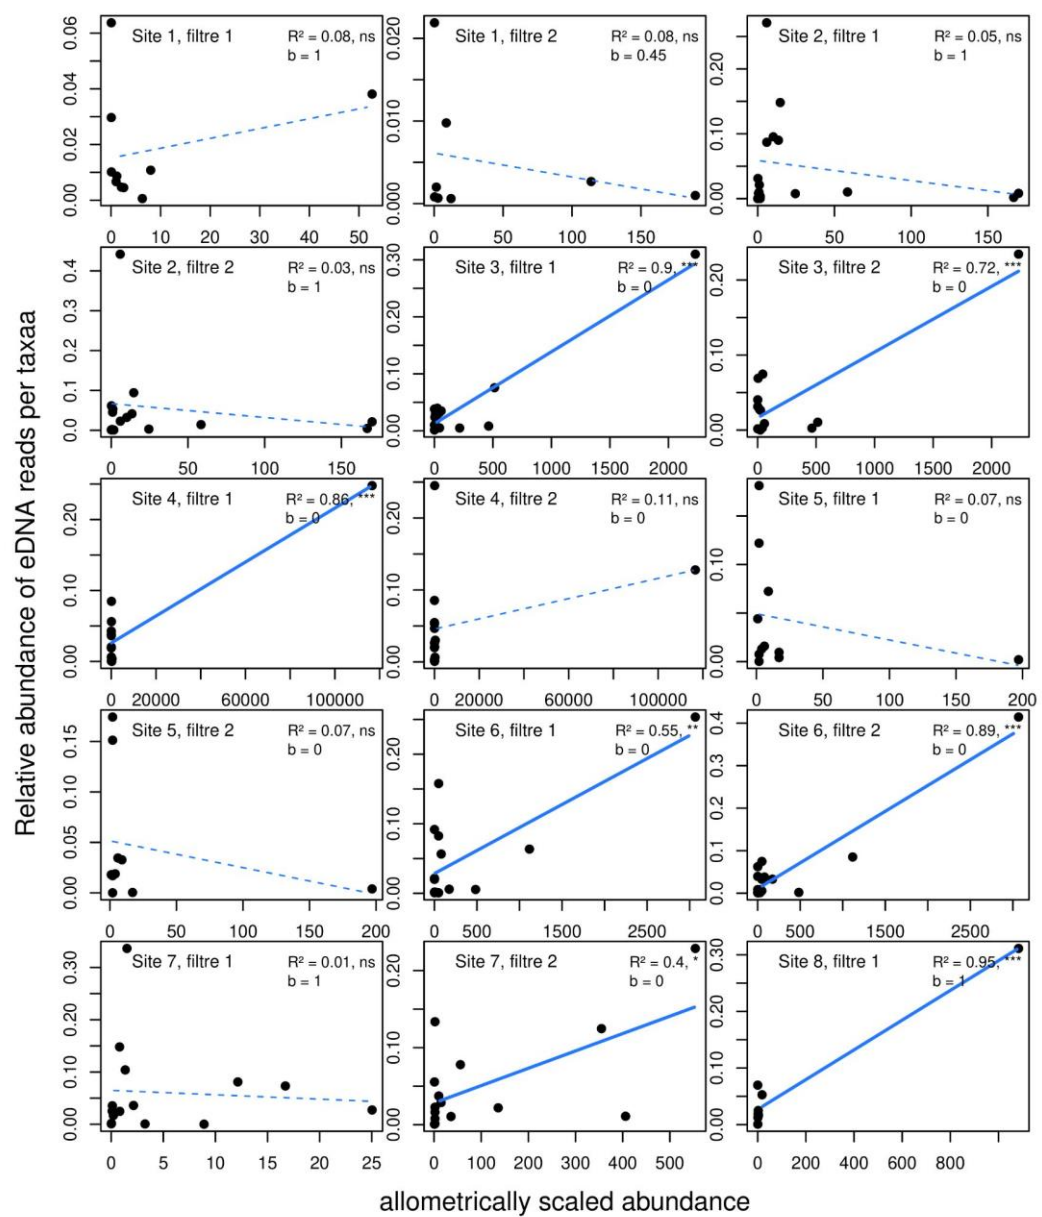 Relative abundance of eDNA reads per taxaa
Site 1, filtre 1
R² = 0.08, ns
b = 1
0.00 0.02 0.04 0.06
0 10 20 30 40 50
Site 1, filtre 2
R² = 0.08, ns
b = 0.45
0.000 0.010 0.020
0 50 100 150
Site 2, filtre 1
R² = 0.05, ns
b = 1
0.00 0.10 0.20
0 50 100 150
Site 2, filtre 2
R² = 0.03, ns
b = 1
0.0 0.1 0.2 0.3 0.4
0 50 100 150
Site 3, filtre 1
R² = 0.9, ***
b = 0
0.00 0.10 0.20 0.30
0 500 1000 1500 2000
Site 3, filtre 2
R² = 0.72, ***
b = 0
0.00 0.10 0.20
0 500 1000 1500 2000
Site 4, filtre 1
R² = 0.86, ***
b = 0
0.00 0.10 0.20
0 20000 60000 100000
Site 4, filtre 2
R² = 0.11, ns
b = 0
0.00 0.10 0.20
0 20000 60000 100000
Site 5, filtre 1
R² = 0.07, ns
b = 0
0.00 0.10
0 50 100 150 200
Site 5, filtre 2
R² = 0.07, ns
b = 0
0.00 0.05 0.10 0.15
0 50 100 150 200
Site 6, filtre 1
R² = 0.55, **
b = 0
0.00 0.10 0.20
0 500 1500 2500
Site 6, filtre 2
R² = 0.89, ***
b = 0
0.0 0.1 0.2 0.3 0.4
0 500 1500 2500
Site 7, filtre 1
R² = 0.01, ns
b = 1
0.00 0.10 0.20 0.30
0 5 10 15 20 25
Site 7, filtre 2
R² = 0.4, *
b = 0
0.00 0.10 0.20
0 100 200 300 400 500
Site 8, filtre 1
R² = 0.95, ***
b = 1
0.00 0.10 0.20 0.30
0 200 400 600 800
allometrically scaled abundance